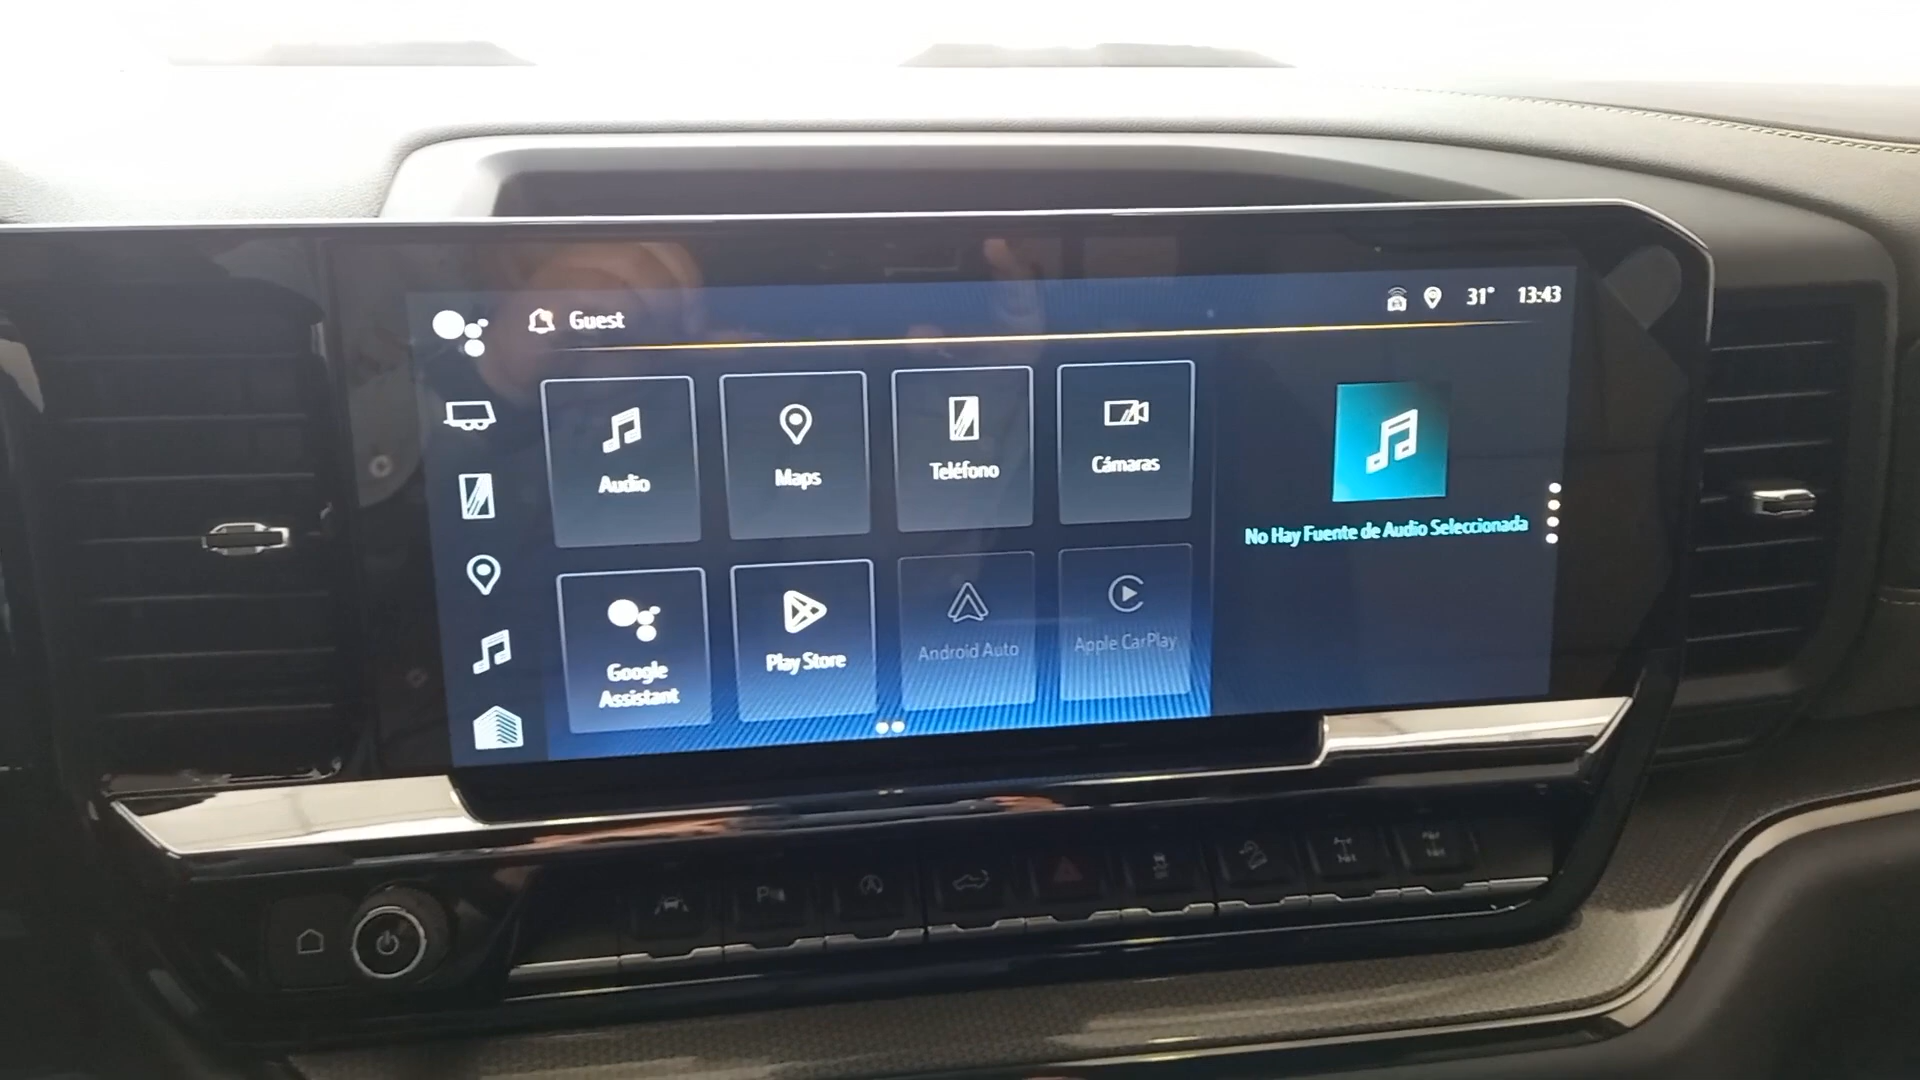 Guest
31° 13:43
Audio
Maps
Teléfono
Cámaras
No Hay Fuente de Audio Seleccionada
Google
Assistant
Play Store
Android Auto
Apple CarPlay